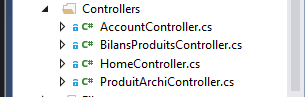 Controllers
C# AccountController.cs
C# BilansProduitsController.cs
C# HomeController.cs
C# ProduitArchiController.cs